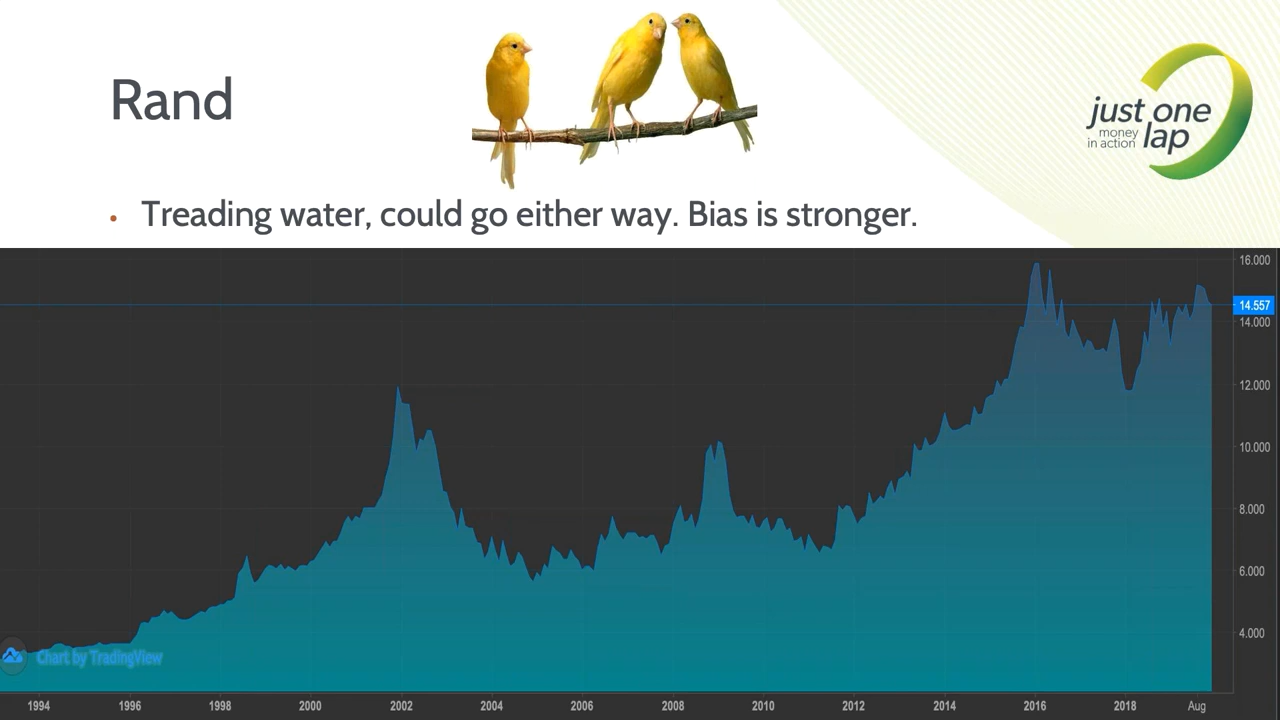 Rand
just one
money
in action
lap
• Treading water, could go either way. Bias is stronger.
16.000
14.557
14.000
12.000
10.000
8.000
6.000
4.000
Chart by TradingView
1994 1996 1998 2000 2002 2004 2006 2008 2010 2012 2014 2016 2018 Aug